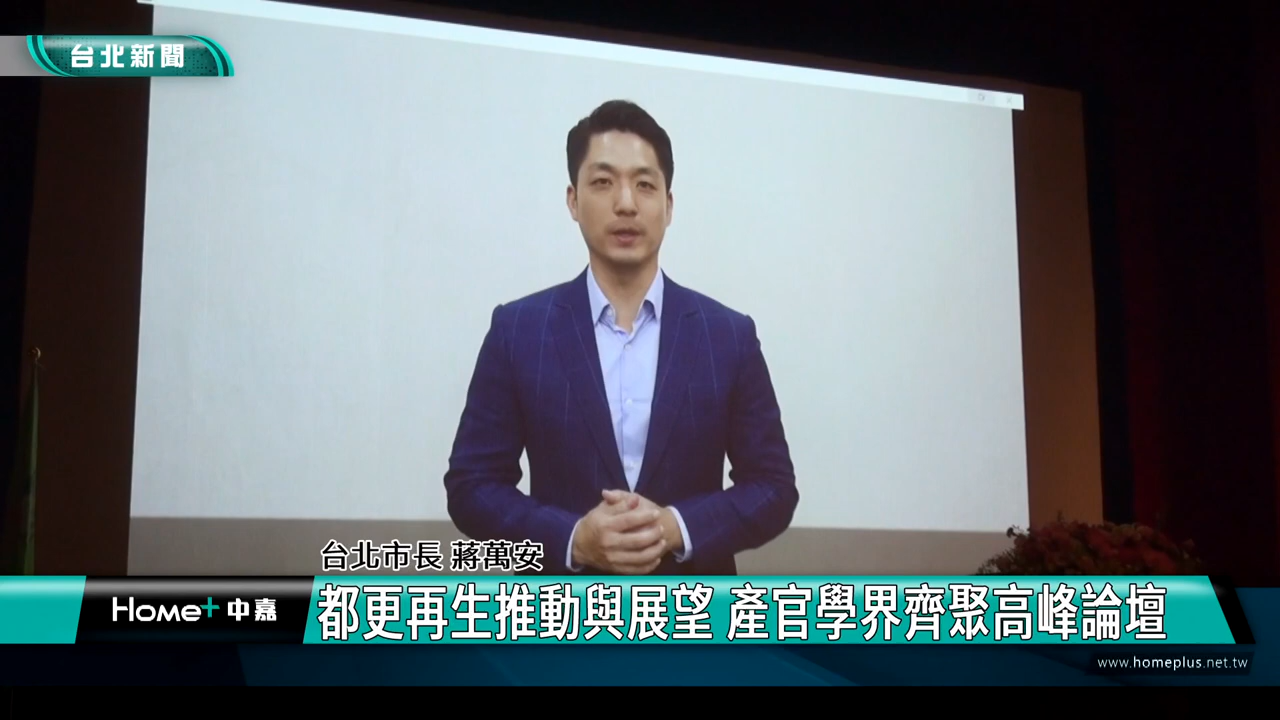 台北新聞
台北市長 蔣萬安
Home+ 中嘉
都更再生推動與展望 產官學界齊聚高峰論壇
www.homeplus.net.tw